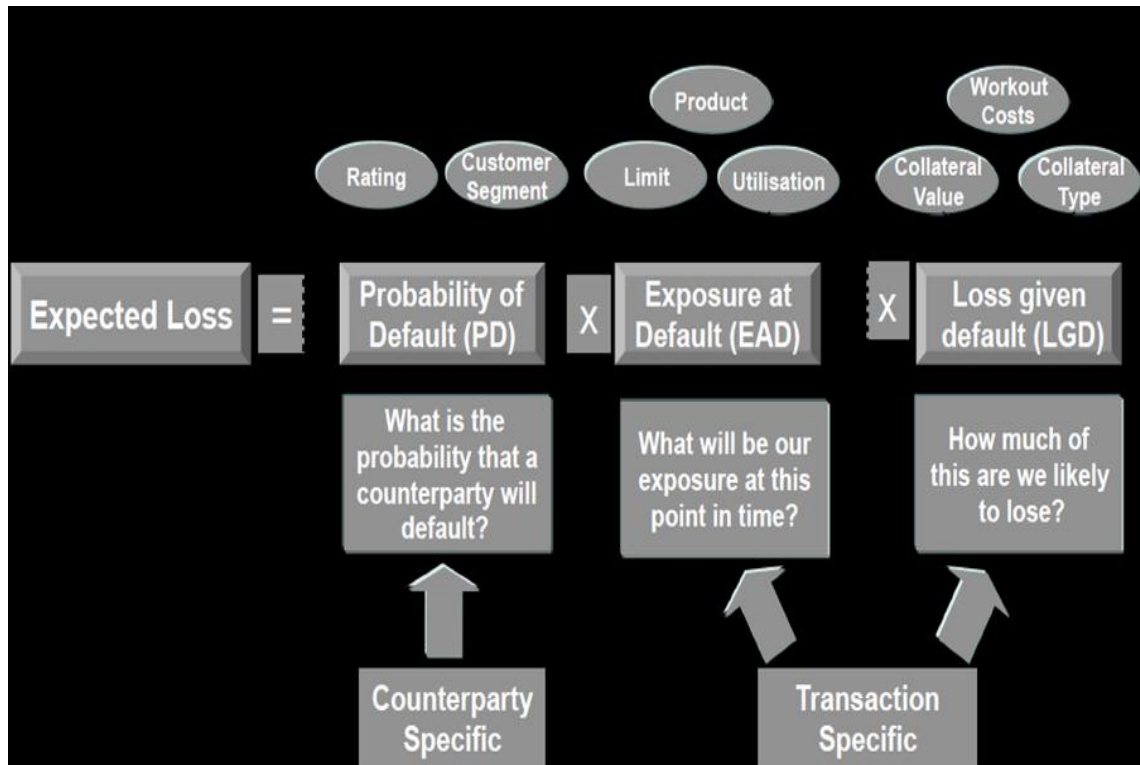 Product
Workout
Costs
Rating
Customer
Segment
Limit
Utilisation
Collateral
Value
Collateral
Type
Expected Loss
=
Probability of
Default (PD)
X
Exposure at
Default (EAD)
X
Loss given
default (LGD)
What is the
probability that a
counterparty will
default?
What will be our
exposure at this
point in time?
How much of
this are we likely
to lose?
Counterparty
Specific
Transaction
Specific